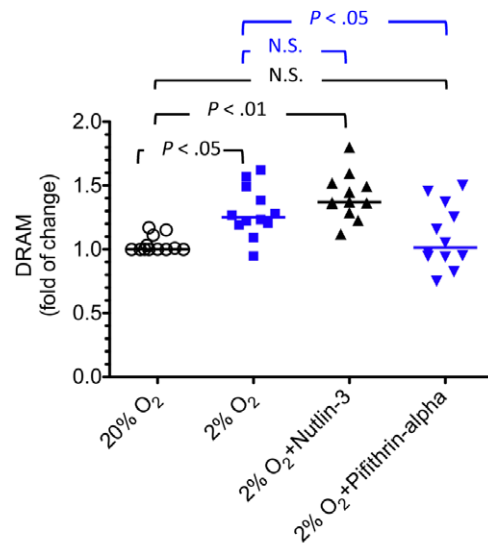 P < .05
N.S.
N.S.
P < .01
P < .05
2.0
1.5
1.0
0.5
0.0
DRAM
(fold of change)
20% O₂
2% O₂
2% O₂+Nutlin-3
2% O₂+Pifithrin-alpha